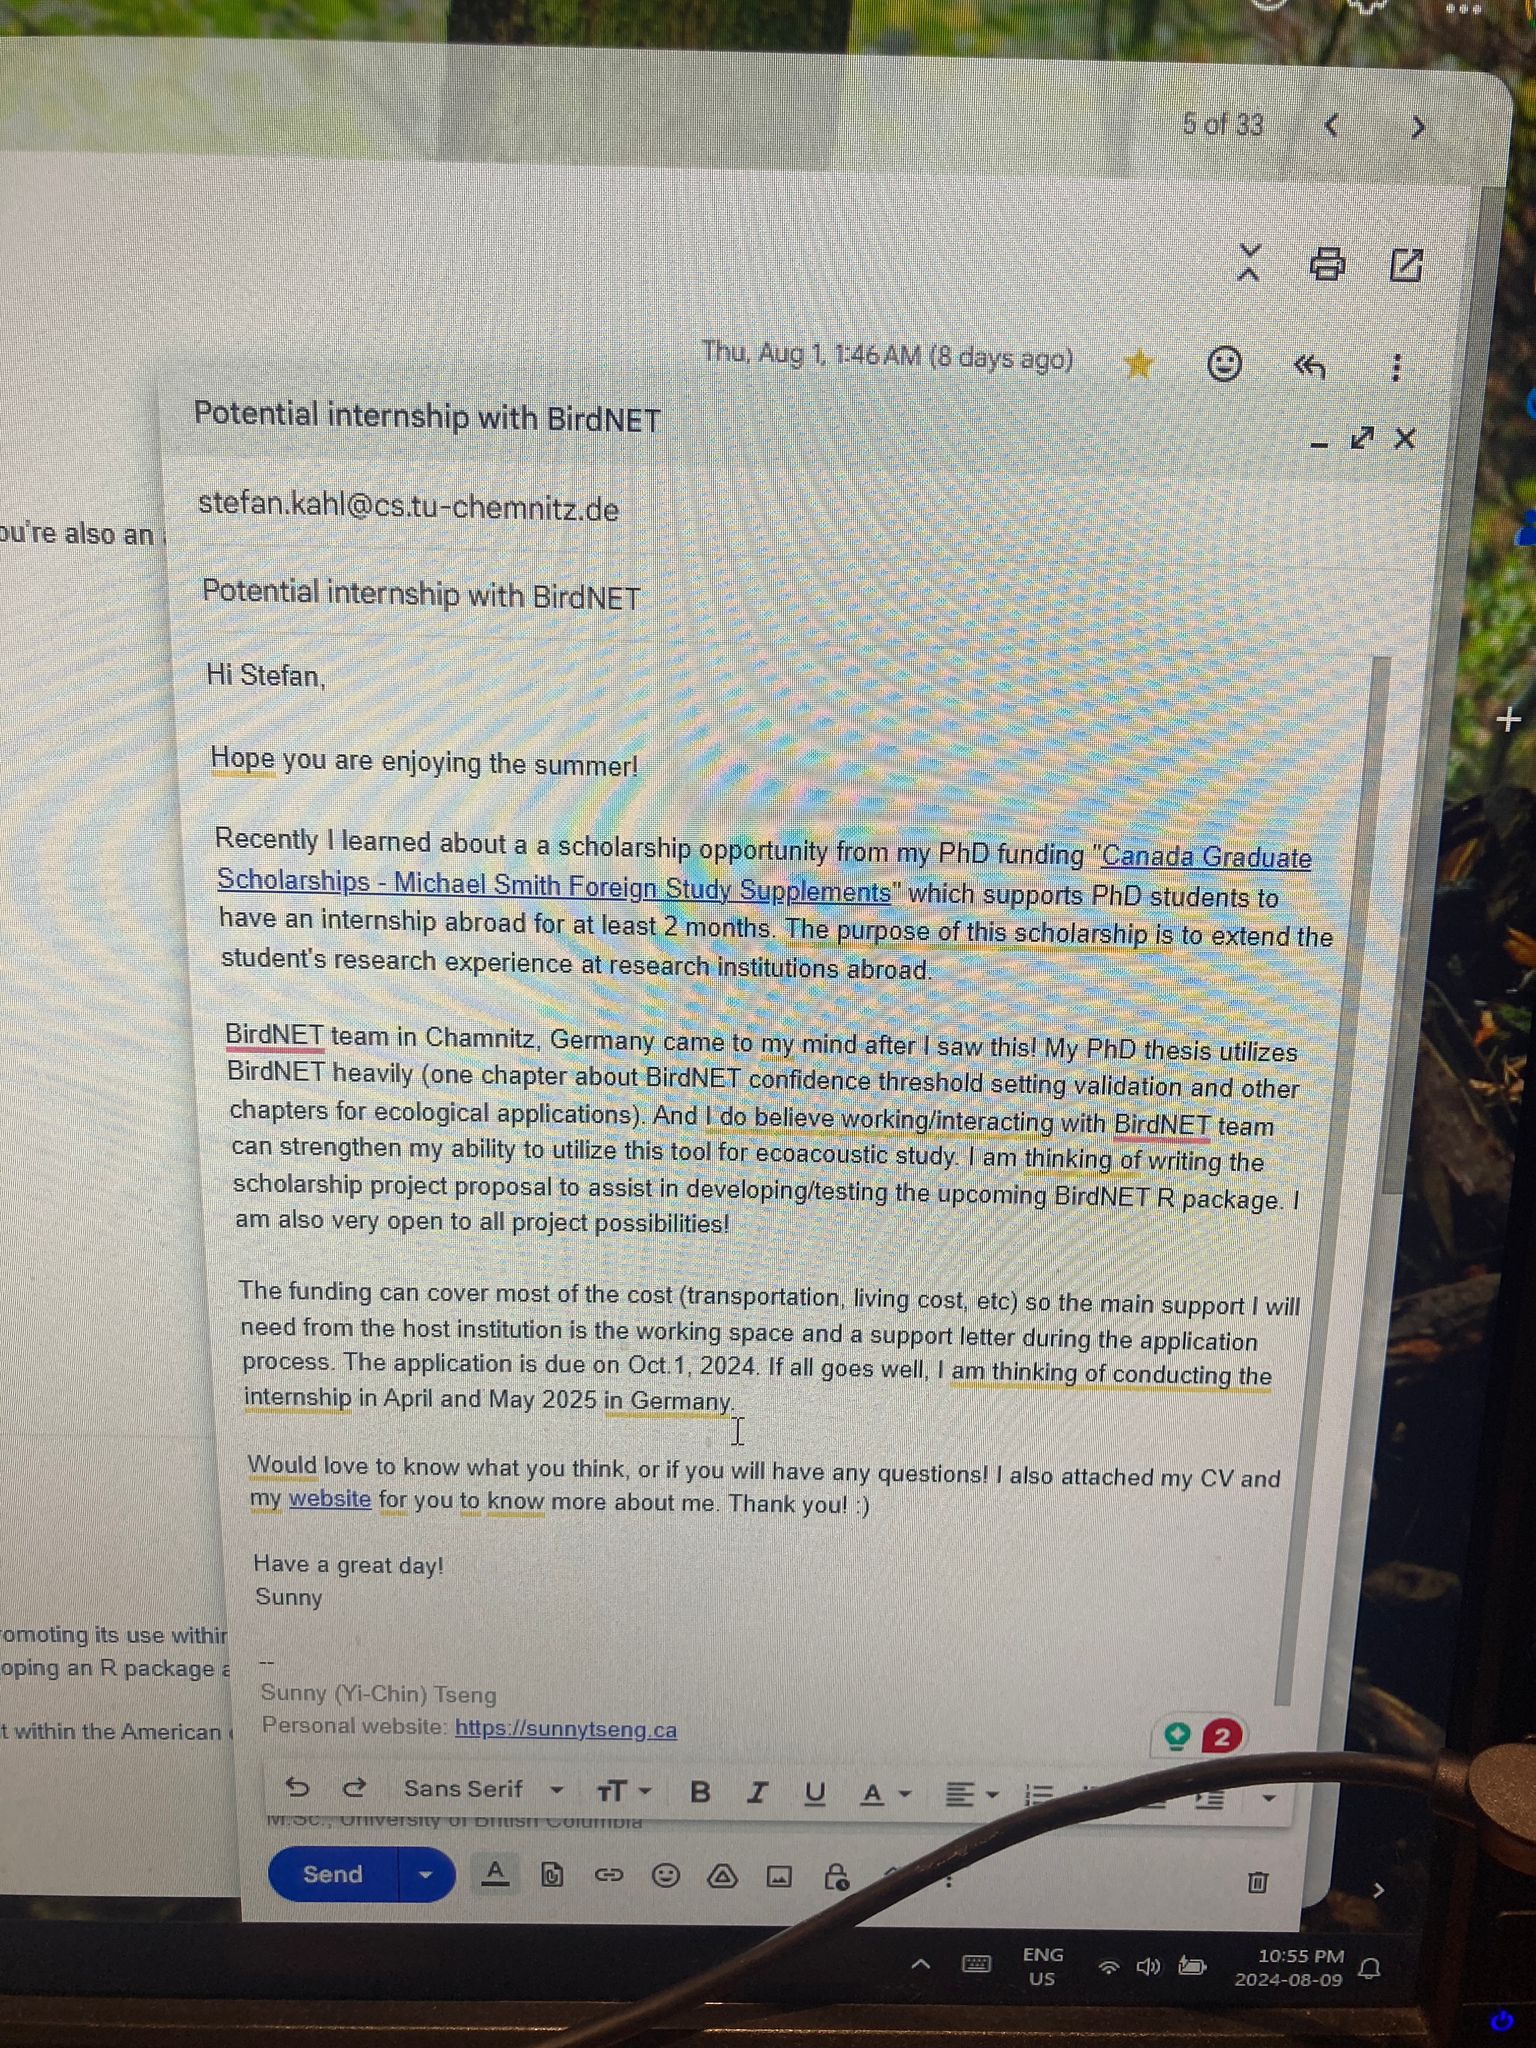 5 of 33
Thu, Aug 1, 1:46 AM (8 days ago)
Potential internship with BirdNET
stefan.kahl@cs.tu-chemnitz.de
ou're also an
Potential internship with BirdNET
Hi Stefan,
Hope you are enjoying the summer!
Recently I learned about a a scholarship opportunity from my PhD funding "Canada Graduate
Scholarships - Michael Smith Foreign Study Supplements" which supports PhD students to
have an internship abroad for at least 2 months. The purpose of this scholarship is to extend the
student's research experience at research institutions abroad.
BirdNET team in Chamnitz, Germany came to my mind after I saw this! My PhD thesis utilizes
BirdNET heavily (one chapter about BirdNET confidence threshold setting validation and other
chapters for ecological applications). And I do believe working/interacting with BirdNET team
can strengthen my ability to utilize this tool for ecoacoustic study. I am thinking of writing the
scholarship project proposal to assist in developing/testing the upcoming BirdNET R package. I
am also very open to all project possibilities!
The funding can cover most of the cost (transportation, living cost, etc) so the main support I will
need from the host institution is the working space and a support letter during the application
process. The application is due on Oct.1, 2024. If all goes well, I am thinking of conducting the
internship in April and May 2025 in Germany.
Would love to know what you think, or if you will have any questions! I also attached my CV and
my website for you to know more about me. Thank you! :)
Have a great day!
Sunny
omoting its use within
oping an R package a
--
Sunny (Yi-Chin) Tseng
t within the American
Personal website: https://sunnytseng.ca
2
Sans Serif
M.Sc., University of British Columbia
Send
ENG
US
10:55 PM
2024-08-09